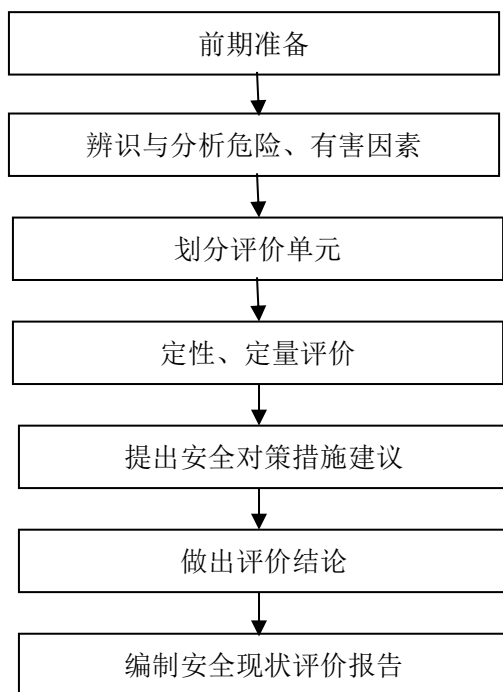 前期准备
辨识与分析危险、有害因素
划分评价单元
定性、定量评价
提出安全对策措施建议
做出评价结论
编制安全现状评价报告